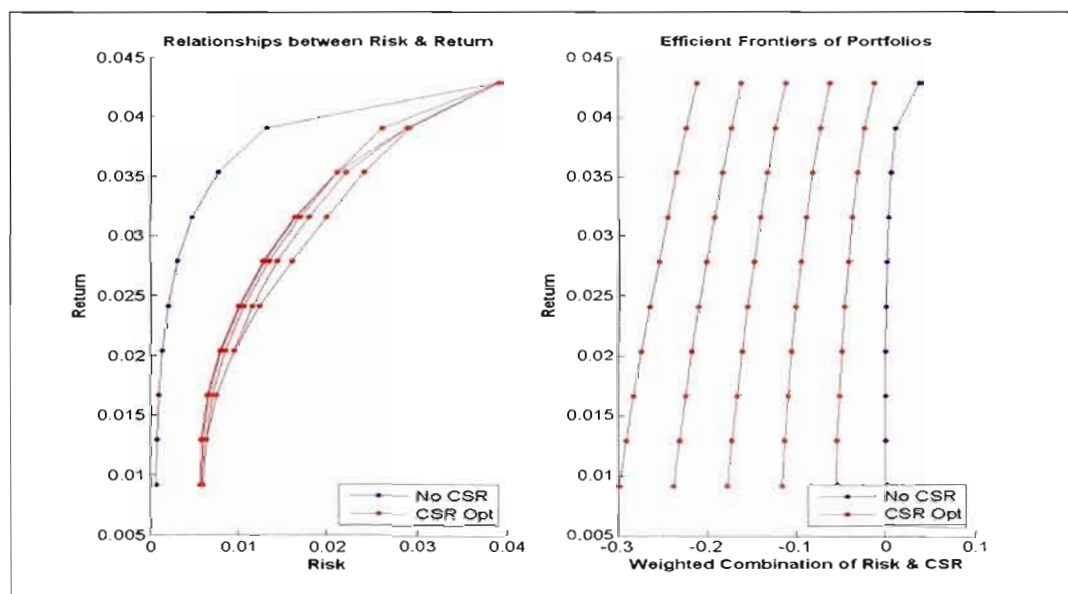 Relationships between Risk & Return
0.045
0.04
0.035
0.03
0.025
0.02
0.015
0.01
0.005
Return
0
0.01
0.02
0.03
0.04
Risk
No CSR
CSR Opt
Efficient Frontiers of Portfolios
0.045
0.04
0.035
0.03
0.025
0.02
0.015
0.01
0.005
Return
-0.3
-0.2
-0.1
0
0.1
Weighted Combination of Risk & CSR
No CSR
CSR Opt